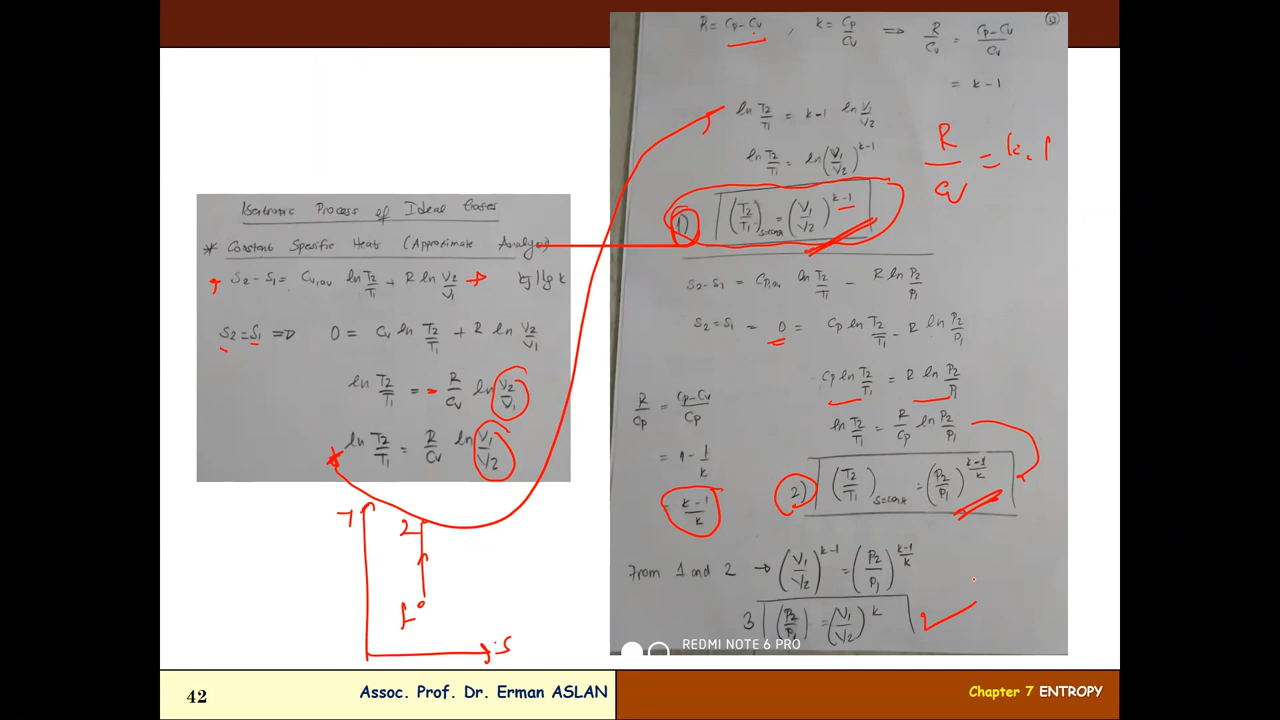 Isentropic Process of Ideal Gases
* Constant Spesific Heats (Approximate Analysis)
S2-S1= Cv,av ln T2/T1 + R ln V2/V1 kJ/kg K
S2=S1 => 0 = Cv ln T2/T1 + R ln V2/V1
ln T2/T1 = - R/Cv ln V2/V1
ln T2/T1 = R/Cv ln V1/V2
T
2
1
S
R= Cp-Cv , k= Cp/Cv => R/Cv = Cp-Cv/Cv
= k-1
ln T2/T1 = k-1 ln V1/V2
ln T2/T1 = ln (V1/V2)^k-1
R/Cv = k-1
1) (T2/T1)s=const = (V1/V2)^k-1
S2-S1 = Cp,av ln T2/T1 - R ln P2/P1
S2=S1 = 0 = Cp ln T2/T1 - R ln P2/P1
Cp ln T2/T1 = R ln P2/P1
ln T2/T1 = R/Cp ln P2/P1
R/Cp = Cp-Cv/Cp
= 1 - 1/k
= k-1/k
2) (T2/T1)s=const = (P2/P1)^k-1/k
From 1 and 2 → (V1/V2)^k-1 = (P2/P1)^k-1/k
3 (P2/P1) = (V1/V2)^k
REDMI NOTE 6 PRO
42
Assoc. Prof. Dr. Erman ASLAN
Chapter 7 ENTROPY